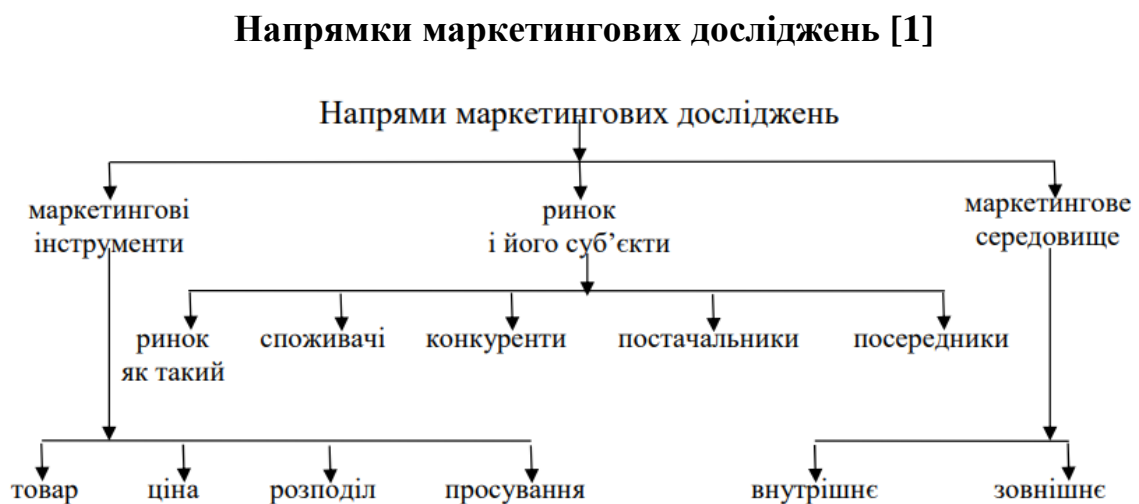 Напрямки маркетингових досліджень [1]
Напрями маркетингових досліджень
маркетингові
інструменти
ринок
і його суб’єкти
маркетингове
середовище
ринок
як такий
споживачі
конкуренти
постачальники
посередники
товар
ціна
розподіл
просування
внутрішнє
зовнішнє